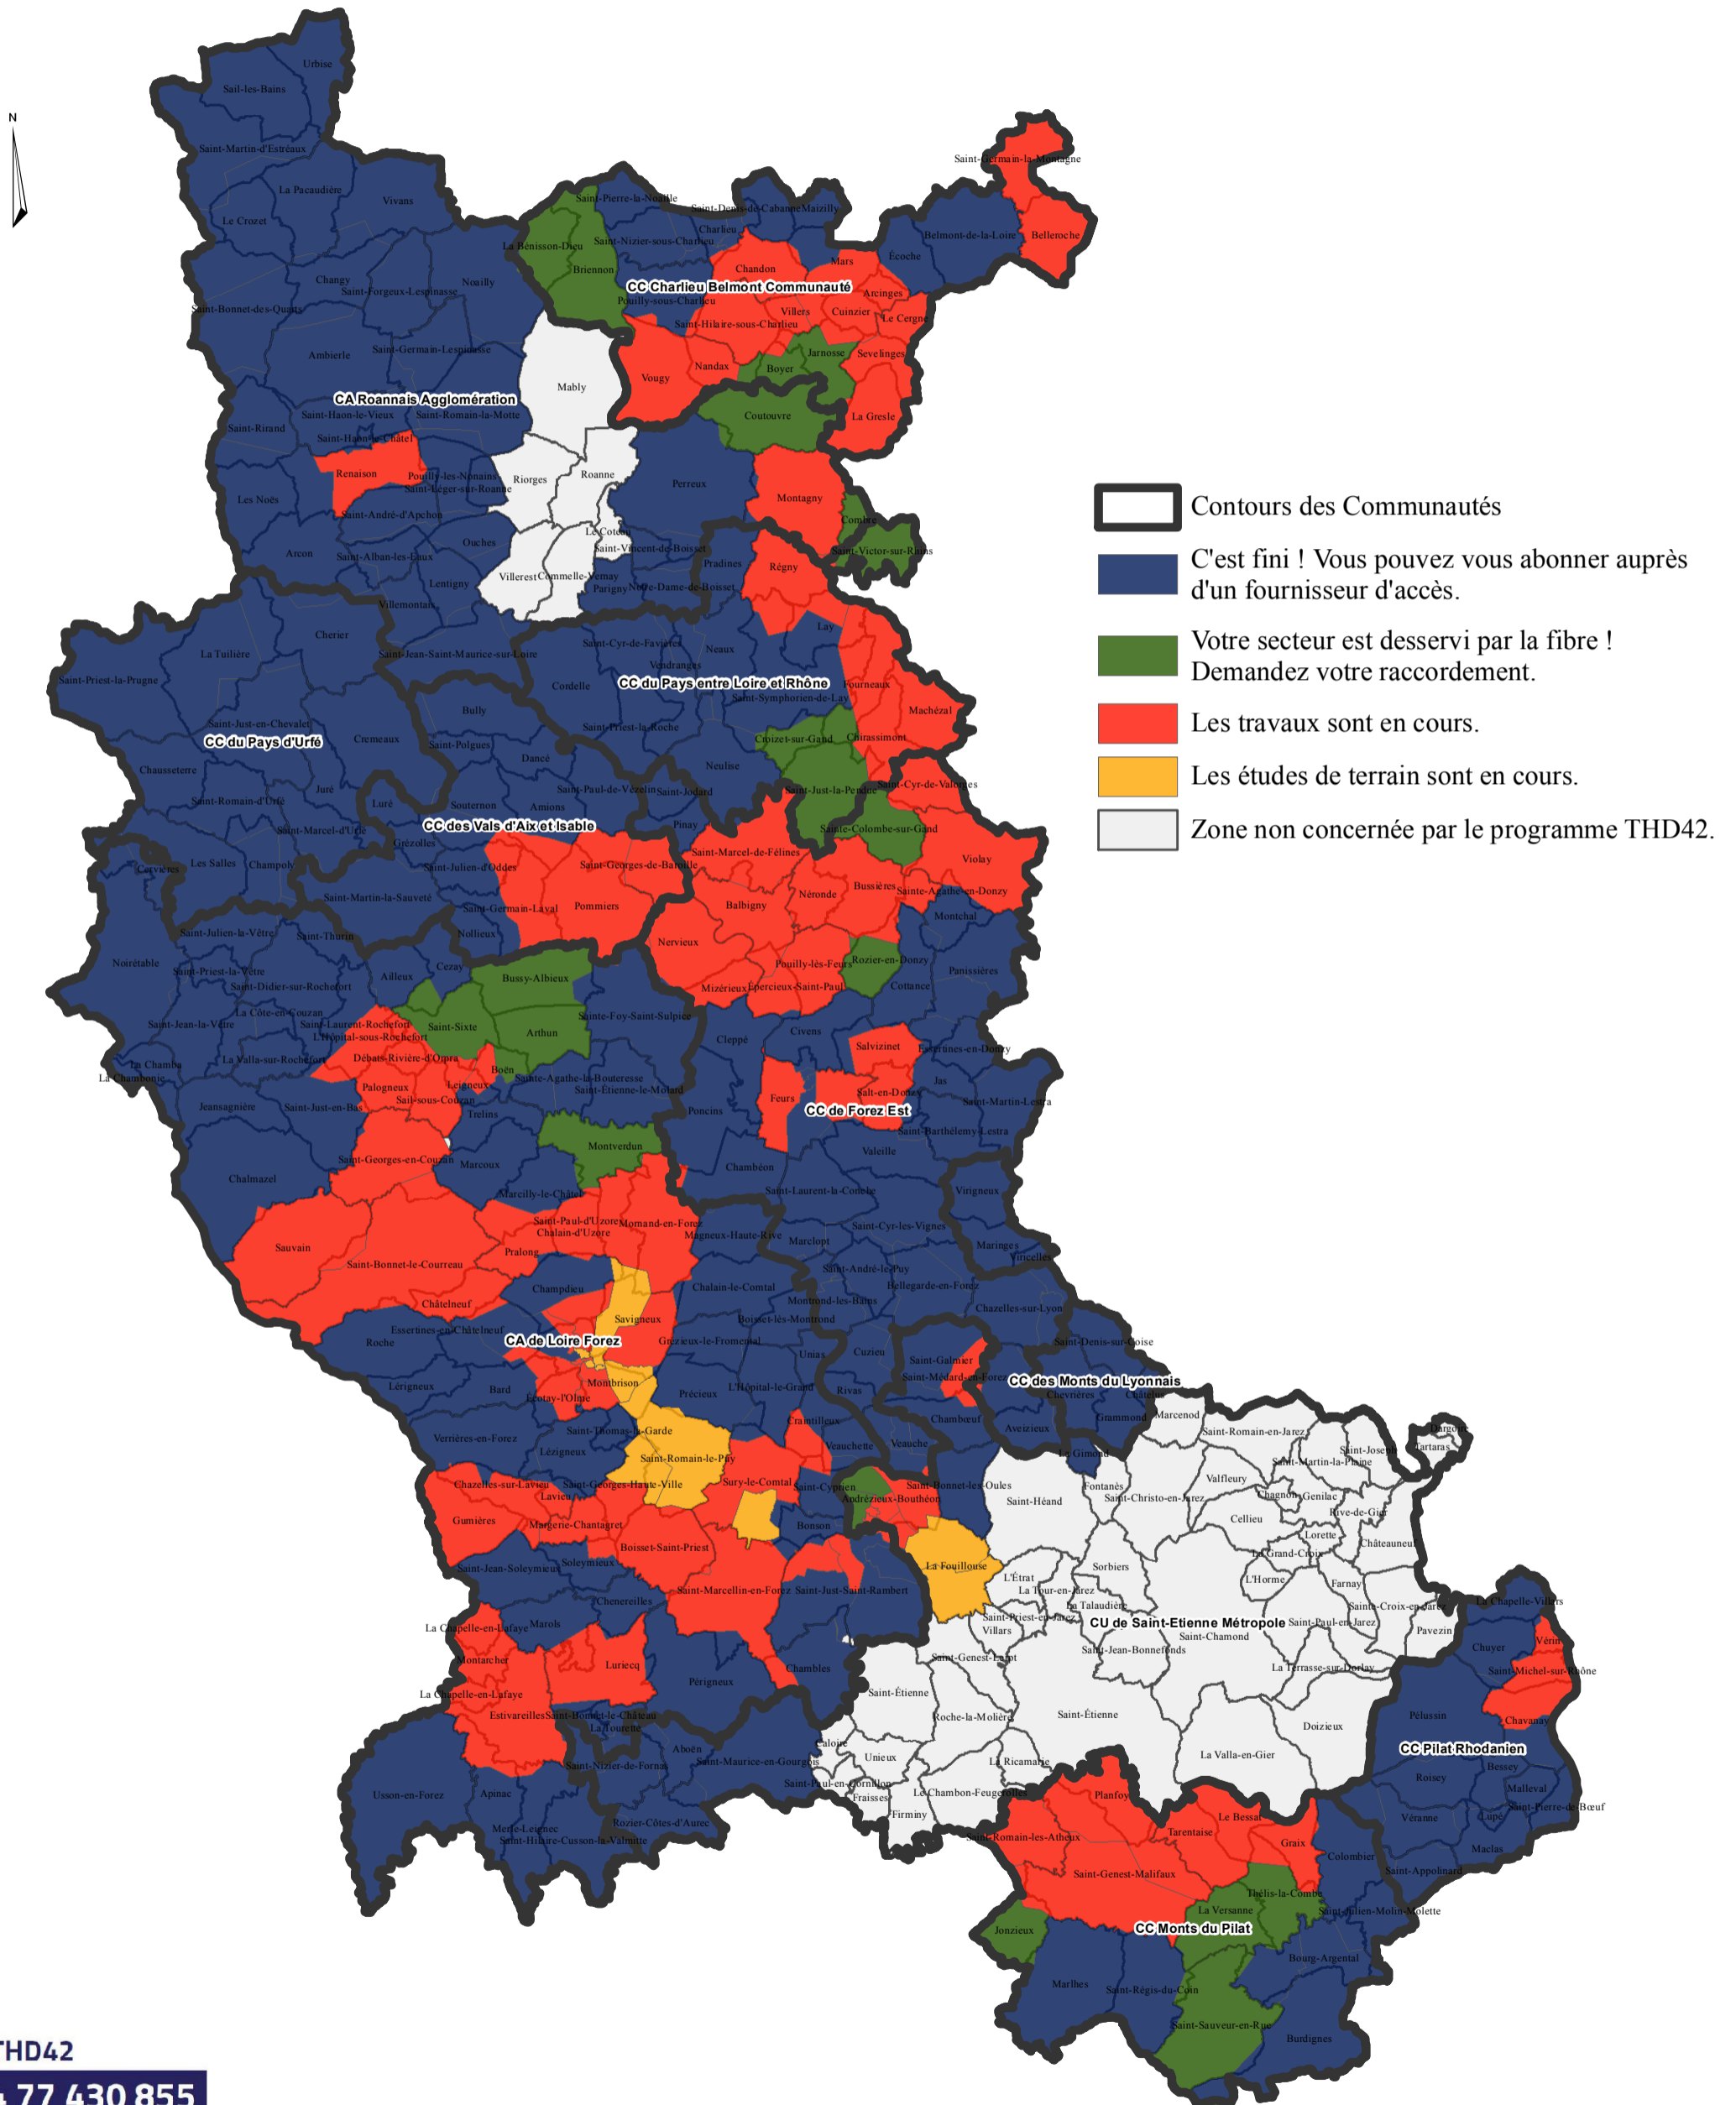 N
Urbise
Sail-les-Bains
Saint-Martin-d'Estréaux
La Pacaudière
Vivans
Le Crozet
Changy
Saint-Forgeux-Lespinasse
Noailly
Saint-Bonnet-des-Quarts
Ambierle
Saint-Germain-Lespinasse
CA Roannais Agglomération
Saint-Haon-le-Vieux
Saint-Romain-la-Motte
Saint-Rirand
Saint-Haon-le-Châtel
Renaison
Pouilly-les-Nonains
Saint-Léger-sur-Roanne
Les Noës
Saint-André-d'Apchon
Arcon
Saint-Alban-les-Eaux
Ouches
Lentigny
Villemontais
Saint-Jean-Saint-Maurice-sur-Loire
Mably
Riorges
Roanne
Le Coteau
Saint-Vincent-de-Boisset
Villerest
Commelle-Vernay
Parigny
Notre-Dame-de-Boisset
Perreux
Montagny
Combre
Saint-Victor-sur-Rhins
Coutouvre
La Bénisson-Dieu
Briennon
Saint-Pierre-la-Noaille
Saint-Denis-de-Cabanne
Maizilly
Charlieu
Saint-Nizier-sous-Charlieu
Chandon
Mars
Écoche
Belmont-de-la-Loire
Belleroche
Saint-Germain-la-Montagne
CC Charlieu Belmont Communauté
Pouilly-sous-Charlieu
Arcinges
Villers
Cuinzier
Le Cergne
Saint-Hilaire-sous-Charlieu
Jarnosse
Sevelinges
Boyer
Nandax
Vougy
La Gresle
Contours des Communautés
C'est fini ! Vous pouvez vous abonner auprès
d'un fournisseur d'accès.
Votre secteur est desservi par la fibre !
Demandez votre raccordement.
Les travaux sont en cours.
Les études de terrain sont en cours.
Zone non concernée par le programme THD42.
Pradines
Régny
Lay
Saint-Cyr-de-Favières
Neaux
Vendranges
Cordelle
CC du Pays entre Loire et Rhône
Saint-Symphorien-de-Lay
Fourneaux
Machézal
Saint-Priest-la-Roche
Croizet-sur-Gand
Chirassimont
Neulise
Saint-Just-la-Pendue
Saint-Cyr-de-Valorges
Saint-Jodard
Pinay
Sainte-Colombe-sur-Gand
Cherier
La Tuilière
Saint-Priest-la-Prugne
Saint-Just-en-Chevalet
CC du Pays d'Urfé
Cremeaux
Chausseterre
Juré
Saint-Romain-d'Urfé
Saint-Marcel-d'Urfé
Les Salles
Champoly
Bully
Saint-Polgues
Dancé
Saint-Paul-de-Vézelin
Luré
Souternon
Amions
CC des Vals d'Aix et Isable
Grézolles
Saint-Julien-d'Oddes
Saint-Georges-de-Baroille
Saint-Martin-la-Sauveté
Saint-Germain-Laval
Pommiers
Nollieux
Saint-Marcel-de-Félines
Violay
Néronde
Bussières
Sainte-Agathe-en-Donzy
Balbigny
Montchal
Nervieux
Pouilly-lès-Feurs
Rozier-en-Donzy
Panissières
Mizérieux
Épercieux-Saint-Paul
Cottance
Civens
Cleppé
Salvizinet
Essertines-en-Donzy
Jas
Feurs
Salt-en-Donzy
Saint-Martin-Lestra
Poncins
CC de Forez Est
Saint-Barthélemy-Lestra
Valeille
Chambéon
Saint-Laurent-la-Conche
Saint-Cyr-les-Vignes
Marclopt
Saint-André-le-Puy
Bellegarde-en-Forez
Montrond-les-Bains
Cuzieu
Rivas
Saint-Galmier
Saint-Médard-en-Forez
Chambœuf
Veauche
Saint-Bonnet-les-Oules
Andrézieux-Bouthéon
La Fouillouse
Virigneux
Maringes
Viricelles
Chazelles-sur-Lyon
Saint-Denis-sur-Coise
CC des Monts du Lyonnais
Chevrières
Châtelus
Grammond
Aveizieux
La Gimond
Cervières
Noirétable
Saint-Julien-la-Vêtre
Saint-Thurin
Saint-Priest-la-Vêtre
Saint-Didier-sur-Rochefort
Ailleux
Cezay
Bussy-Albieux
La Côte-en-Couzan
Saint-Jean-la-Vêtre
Saint-Laurent-Rochefort
L'Hôpital-sous-Rochefort
Saint-Sixte
Arthun
Sainte-Foy-Saint-Sulpice
La Chamba
La Chambonie
La Valla-sur-Rochefort
Débats-Rivière-d'Orpra
Boën
Sainte-Agathe-la-Bouteresse
Palogneux
Leigneux
Saint-Étienne-le-Molard
Jeansagnière
Saint-Just-en-Bas
Sail-sous-Couzan
Trelins
Montverdun
Chalmazel
Saint-Georges-en-Couzan
Marcoux
Marcilly-le-Châtel
Saint-Paul-d'Uzore
Chalain-d'Uzore
Mornand-en-Forez
Magneux-Haute-Rive
Sauvain
Saint-Bonnet-le-Courreau
Pralong
Champdieu
Chalain-le-Comtal
Châtelneuf
Savigneux
Boisset-lès-Montrond
Essertines-en-Châtelneuf
Roche
CA de Loire Forez
Grézieux-le-Fromental
Unias
Lérigneux
Bard
Écotay-l'Olme
Montbrison
Précieux
L'Hôpital-le-Grand
Verrières-en-Forez
Saint-Thomas-la-Garde
Craintilleux
Lézigneux
Saint-Romain-le-Puy
Veauchette
Chazelles-sur-Lavieu
Lavieu
Saint-Georges-Haute-Ville
Sury-le-Comtal
Saint-Cyprien
Gumières
Margerie-Chantagret
Bonson
Boisset-Saint-Priest
Saint-Jean-Soleymieux
Soleymieux
Saint-Marcellin-en-Forez
Saint-Just-Saint-Rambert
Chenereilles
La Chapelle-en-Lafaye
Marols
Montarcher
Luriecq
Chambles
Périgneux
La Chapelle-en-Lafaye
Estivareilles
Saint-Bonnet-le-Château
La Tourette
Aboën
Saint-Maurice-en-Gourgois
Saint-Nizier-de-Fornas
Usson-en-Forez
Apinac
Merle-Leignec
Rozier-Côtes-d'Aurec
Saint-Hilaire-Cusson-la-Valmitte
Marcenod
Saint-Romain-en-Jarez
Saint-Joseph
Saint-Martin-la-Plaine
Dargoire
Tartaras
Saint-Héand
Fontanès
Saint-Christo-en-Jarez
Valfleury
Chagnon
Genilac
Rive-de-Gier
Cellieu
Lorette
Châteauneuf
La Grand-Croix
L'Étrat
Sorbiers
L'Horme
Farnay
La Tour-en-Jarez
La Talaudière
Sainte-Croix-en-Jarez
Saint-Priest-en-Jarez
Villars
CU de Saint-Etienne Métropole
Saint-Paul-en-Jarez
Pavezin
Saint-Chamond
Saint-Jean-Bonnefonds
Saint-Genest-Lerpt
La Terrasse-sur-Dorlay
Saint-Étienne
Roche-la-Molière
Saint-Étienne
Doizieux
Caloire
Unieux
La Ricamarie
La Valla-en-Gier
Saint-Paul-en-Cornillon
Fraisses
Le Chambon-Feugerolles
Firminy
La Chapelle-Villars
Chuyer
Vérin
Saint-Michel-sur-Rhône
Pélussin
Chavanay
CC Pilat Rhodanien
Roisey
Bessey
Malleval
Véranne
Lupé
Saint-Pierre-de-Bœuf
Maclas
Saint-Appolinard
Planfoy
Le Bessat
Tarentaise
Graix
Saint-Romain-les-Atheux
Colombier
Saint-Genest-Malifaux
Thélis-la-Combe
La Versanne
Saint-Julien-Molin-Molette
CC Monts du Pilat
Jonzieux
Bourg-Argental
Marlhes
Saint-Régis-du-Coin
Saint-Sauveur-en-Rue
Burdignes
THD42
77 430 855